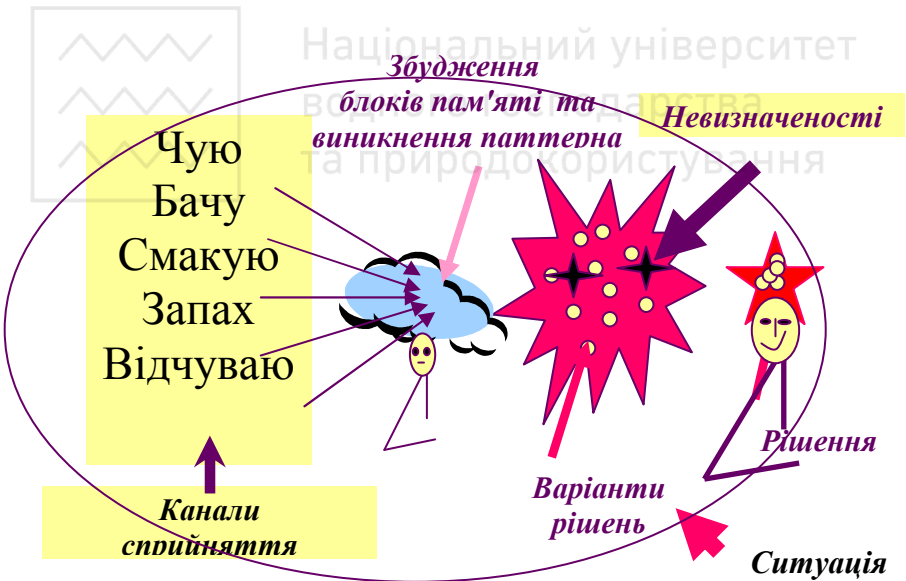 Національний університет
водного господарства
та природокористування
Збудження
блоків пам'яті та
виникнення паттерна
Невизначеності
Чую
Бачу
Смакую
Запах
Відчуваю
Канали
сприйняття
Варіанти
рішень
Рішення
Ситуація